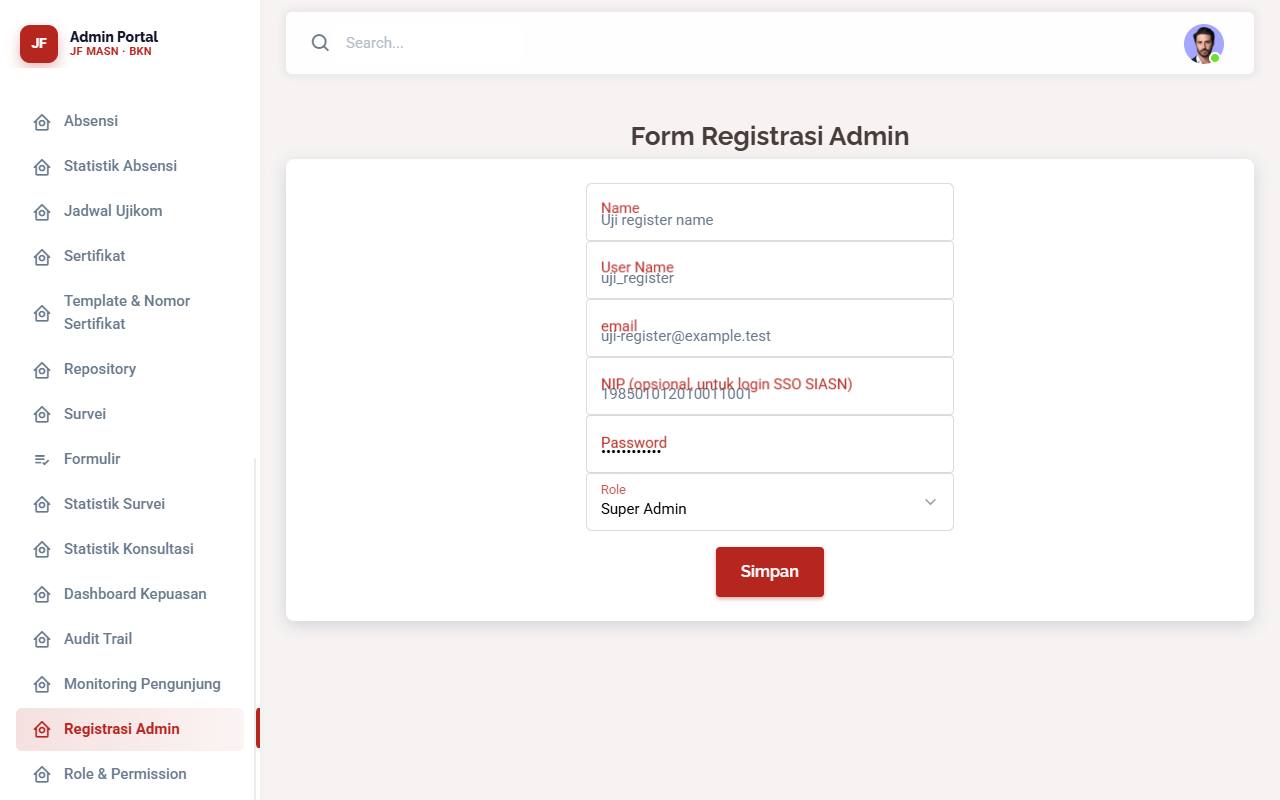 JF
Admin Portal
JF MASN · BKN
Search...
Absensi
Statistik Absensi
Jadwal Ujikom
Sertifikat
Template & Nomor
Sertifikat
Repository
Survei
Formulir
Statistik Survei
Statistik Konsultasi
Dashboard Kepuasan
Audit Trail
Monitoring Pengunjung
Registrasi Admin
Role & Permission
Form Registrasi Admin
Name
Uji register name
User Name
uji_register
email
uji-register@example.test
NIP (opsional, untuk login SSO SIASN)
198501012010011001
Password
••••••••••••
Role
Super Admin
Simpan